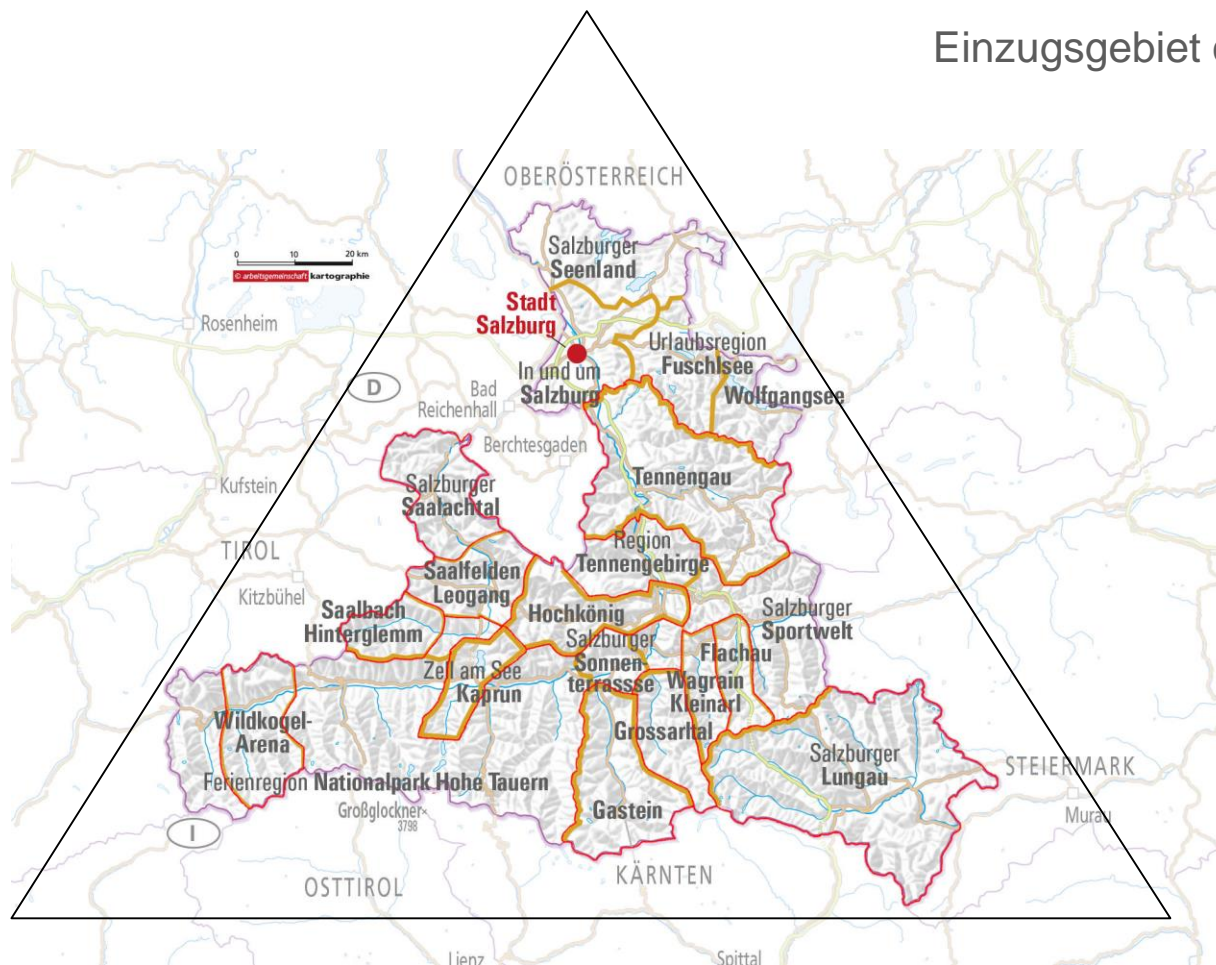 Einzugsgebiet
OBERÖSTERREICH
Salzburger
Seenland
0 10 20 km
© arbeitsgemeinschaft kartographie
Stadt
Salzburg
Rosenheim
Urlaubsregion
Fuschlsee
In und um
Salzburg
D
Bad
Reichenhall
Wolfgangsee
Berchtesgaden
Tennengau
Salzburger
Saalachtal
Kufstein
TIROL
Region
Tennengebirge
Saalfelden
Leogang
Kitzbühel
Hochkönig
Saalbach
Hinterglemm
Salzburger
Sportwelt
Salzburger
Sonnen-
terrassse
Flachau
Zell am See
Kaprun
Wagrain
Kleinarl
Wildkogel-
Arena
Grossarltal
Salzburger
Lungau
STEIERMARK
Ferienregion Nationalpark Hohe Tauern
Großglockner
3798
Gastein
Murau
I
KÄRNTEN
OSTTIROL
Lienz
Spittal